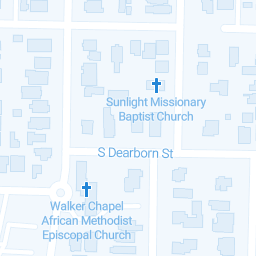 Sunlight Missionary
Baptist Church
S Dearborn St
Walker Chapel
African Methodist
Episcopal Church